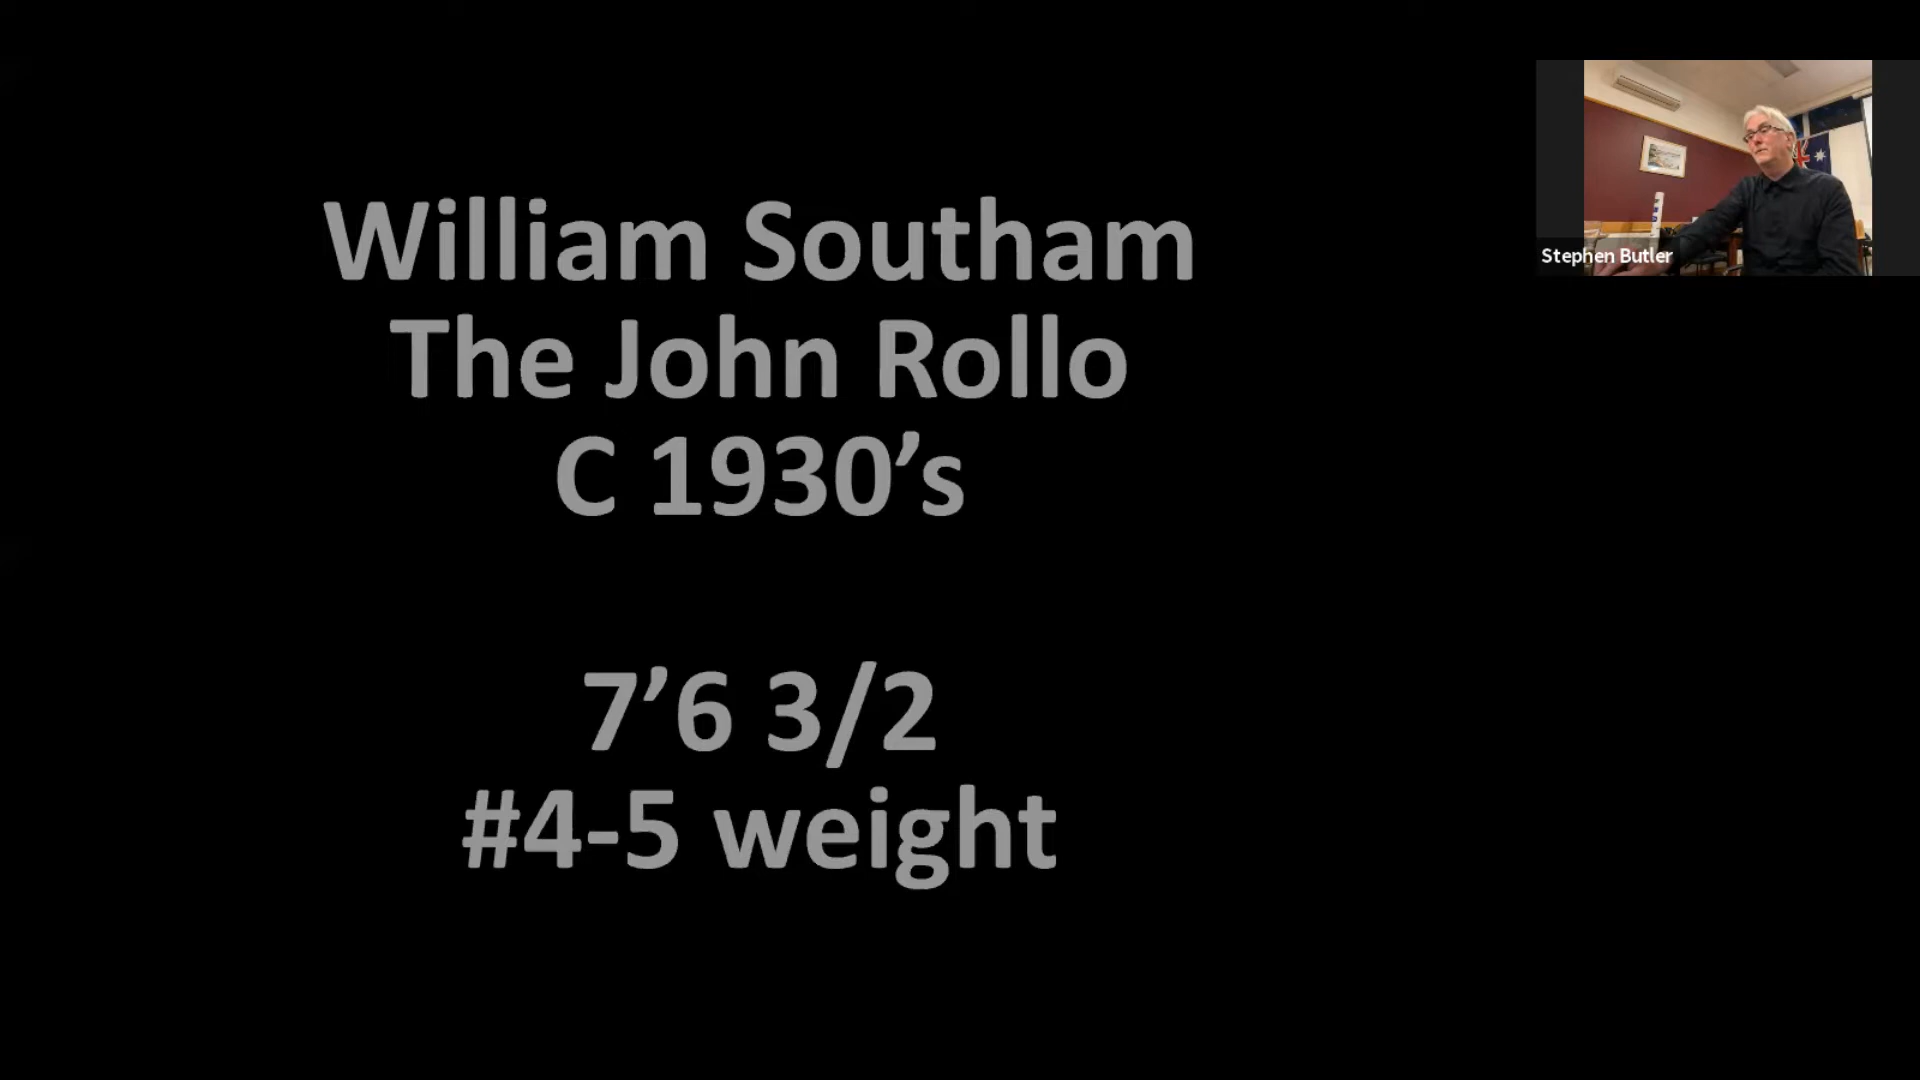 William Southam
The John Rollo
C 1930’s
7’6 3/2
#4-5 weight
Stephen Butler